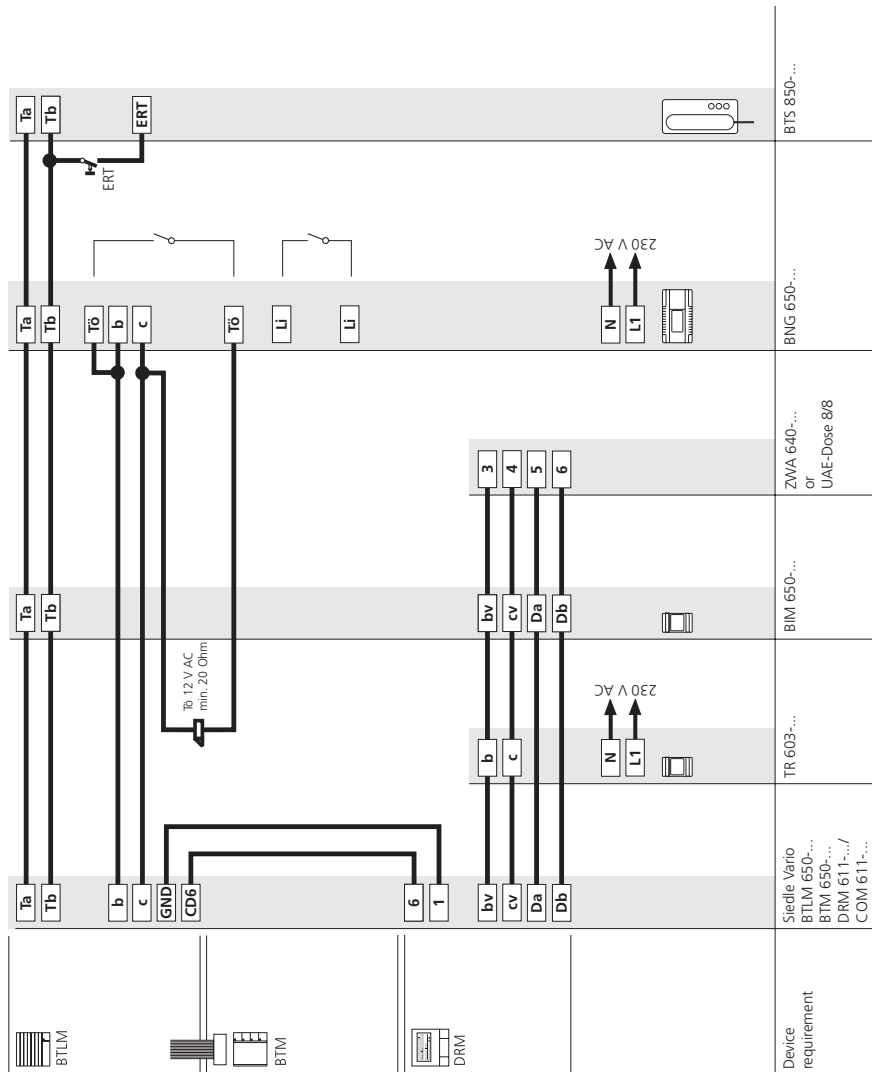 BTLM
BTM
DRM
Device
requirement
Ta
Tb
b
c
GND
CD6
6
1
bv
cv
Da
Db
Siedle Vario
BTLM 650-...
BTM 650-...
DRM 611-.../
COM 611-...
Tö 12 V AC
min. 20 Ohm
b
c
N
L1
230 V AC
TR 603-...
Ta
Tb
bv
cv
Da
Db
BIM 650-...
3
4
5
6
ZWA 640-...
or
UAE-Dose 8/8
Ta
Tb
Tö
b
c
Tö
Li
Li
N
L1
230 V AC
BNG 650-...
ERT
Ta
Tb
ERT
BTS 850-...